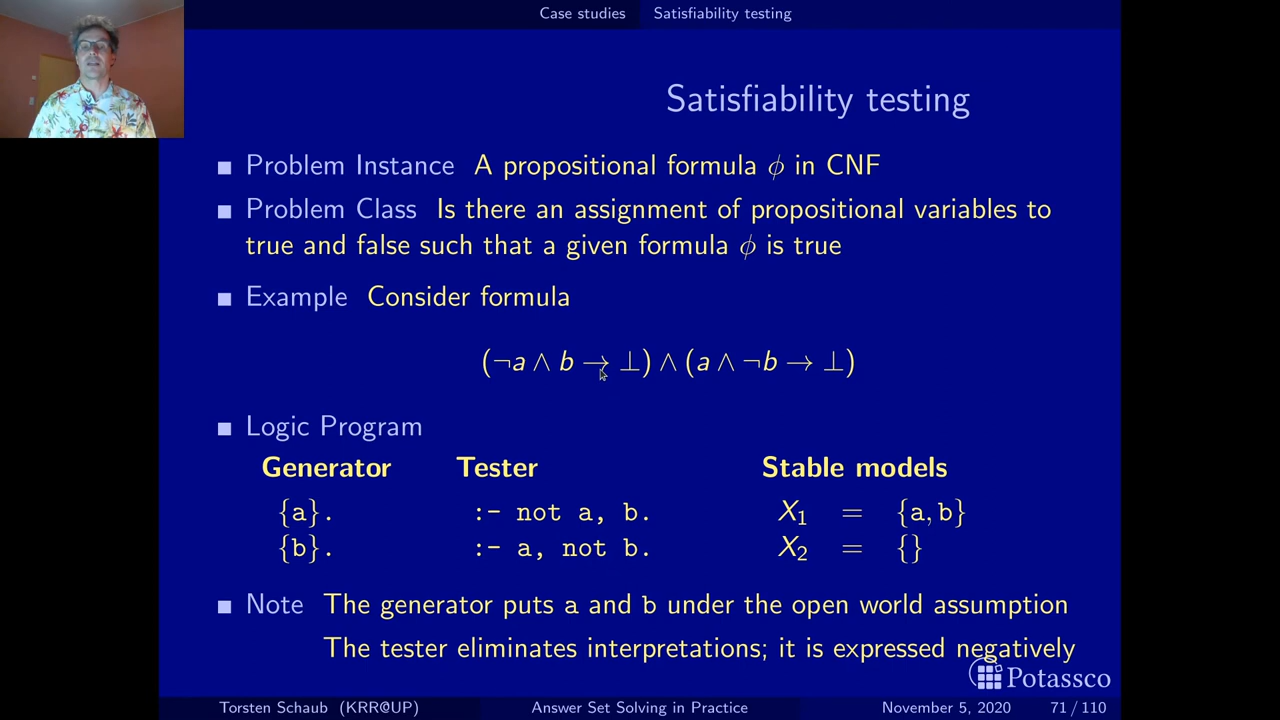 Case studies Satisfiability testing
Satisfiability testing
Problem Instance A propositional formula ϕ in CNF
Problem Class Is there an assignment of propositional variables to
true and false such that a given formula ϕ is true
Example Consider formula
(¬a ∧ b → ⊥) ∧ (a ∧ ¬b → ⊥)
Logic Program
Generator Tester Stable models
{a}. :- not a, b. X₁ = {a, b}
{b}. :- a, not b. X₂ = {}
Note The generator puts a and b under the open world assumption
The tester eliminates interpretations; it is expressed negatively
Potassco
Torsten Schaub (KRR@UP) Answer Set Solving in Practice November 5, 2020 71 / 110